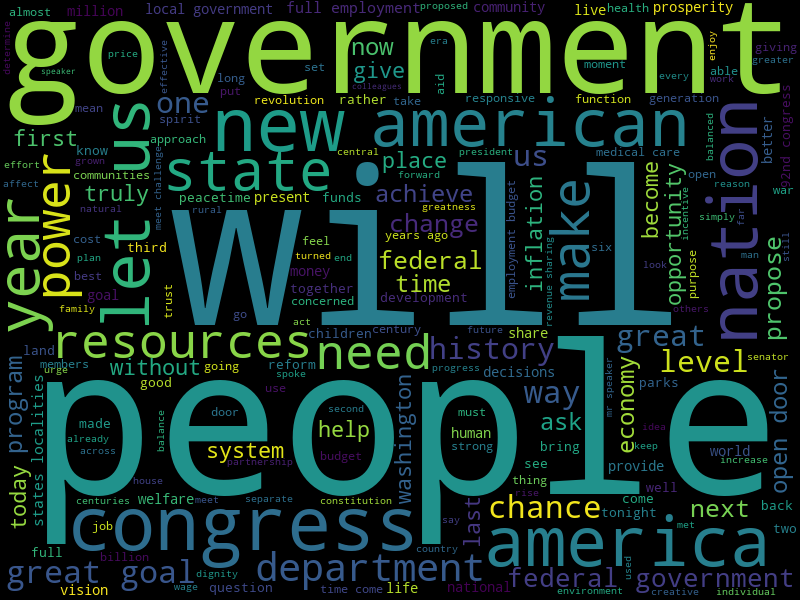 almost
million
local government
full employment
proposed
community
live
health
prosperity
government
determine
speaker
price
effective
long
put
set
now
give
era
aid
colleagues
moment
every
able
work
enjoy
giving
greater
one
revolution
rather
take
responsive
function
generation
first
mean
spirit
new
american
balanced
better
92nd congress
know
approach
let us
state
central
place
president
us
medical care
open
nation
war
effort
grown
communities
affect
truly
peacetime
present
funds
achieve
forward
opportunity
become
reason
incentive
simply
year
power
natural
meet challenge
rural
will
greatness
change
employment budget
inflation
make
far
man
still
propose
cost
third
feel
years ago
six
plan
turned
end
federal
time
revenue sharing
look
purpose
best
goal
money
together
concerned
development
trust
family
go
act
children
century
future
share
others
great
resources
need
history
level
senator
land
members
urge
without
going
reform
spoke
progress
decisions
mr speaker
economy
parks
program
good
use
way
people
made
door
second
already
across
balance
help
washington
must
human
strong
ask
bring
idea
keep
world
open door
today
states localities
system
partnership
budget
see
thing
provide
increase
centuries
welfare
house
meet
separate
constitution
rise
chance
come
well
next
back
congress
last
tonight
two
job
say
met
full
billion
country
america
great goal
dignity
department
used
federal government
vision
wage
question
time come
life
national
environment
creative
individual